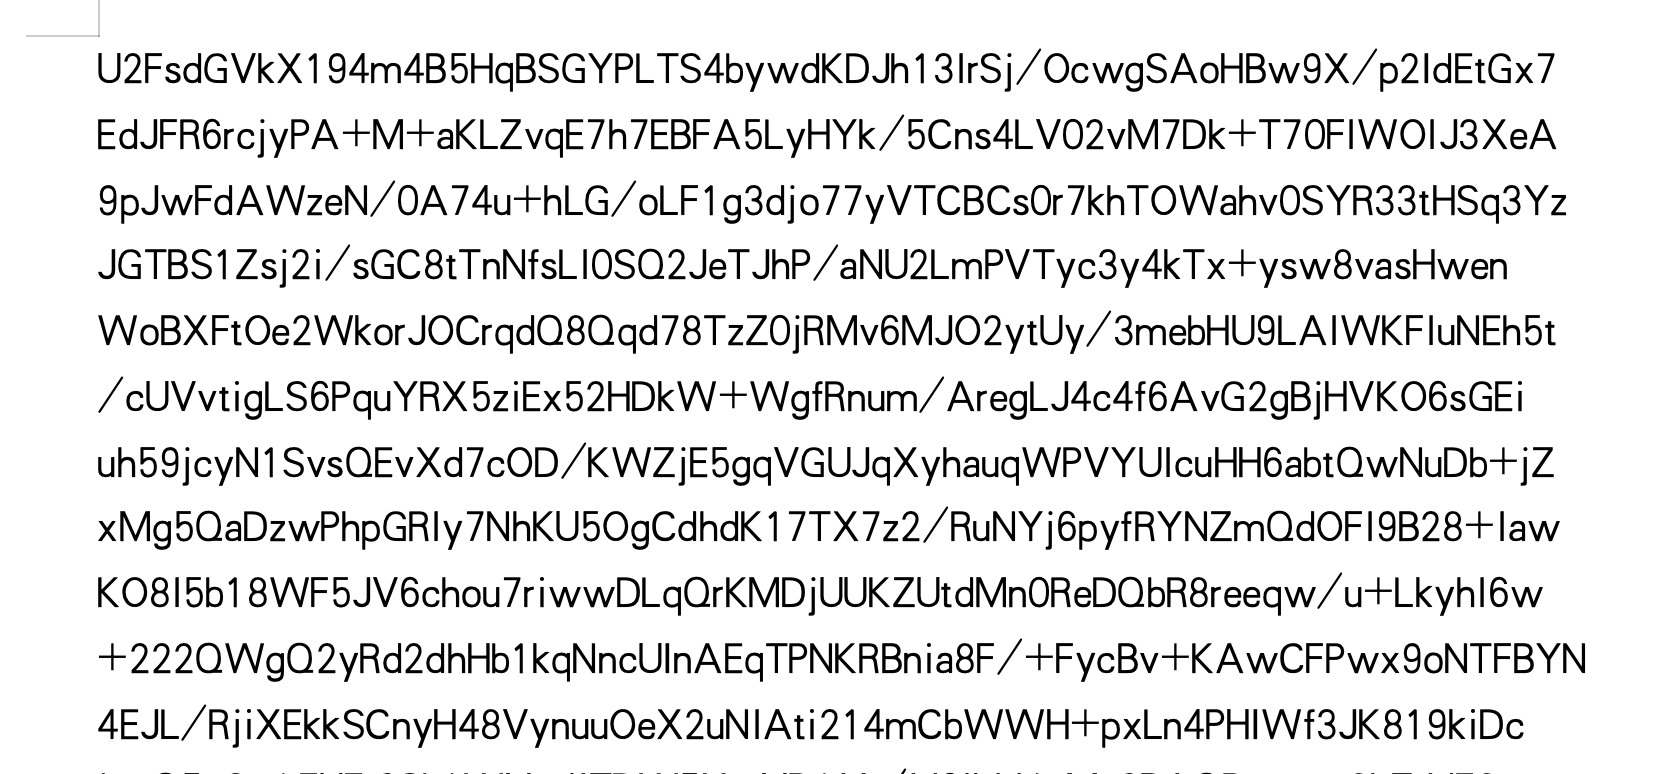 U2FsdGVkX194m4B5HqBSGYPLTS4bywdKDJh13IrSj/OcwgSAoHBw9X/p2IdEtGx7
EdJFR6rcjyPA+M+aKLZvqE7h7EBFA5LyHYk/5Cns4LV02vM7Dk+T70FIWOIJ3XeA
9pJwFdAWzeN/0A74u+hLG/oLF1g3djo77yVTCBCs0r7khTOWahv0SYR33tHSq3Yz
JGTBS1Zsj2i/sGC8tTnNfsLI0SQ2JeTJhP/aNU2LmPVTyc3y4kTx+ysw8vasHwen
WoBXFtOe2WkorJOCrqdQ8Qqd78TzZ0jRMv6MJO2ytUy/3mebHU9LAIWKFIuNEh5t
/cUVvtigLS6PquYRX5ziEx52HDkW+WgfRnum/AregLJ4c4f6AvG2gBjHVKO6sGEi
uh59jcyN1SvsQEvXd7cOD/KWZjE5gqVGUJqXyhauqWPVYUIcuHH6abtQwNuDb+jZ
xMg5QaDzwPhpGRIy7NhKU5OgCdhdK17TX7z2/RuNYj6pyfRYNZmQdOFI9B28+Iaw
KO8I5b18WF5JV6chou7riwwDLqQrKMDjUUKZUtdMn0ReDQbR8reeqw/u+LkyhI6w
+222QWgQ2yRd2dhHb1kqNncUInAEqTPNKRBnia8F/+FycBv+KAwCFPwx9oNTFBYN
4EJL/RjiXEkkSCnyH48VynuuOeX2uNIAti214mCbWWH+pxLn4PHIWf3JK819kiDc